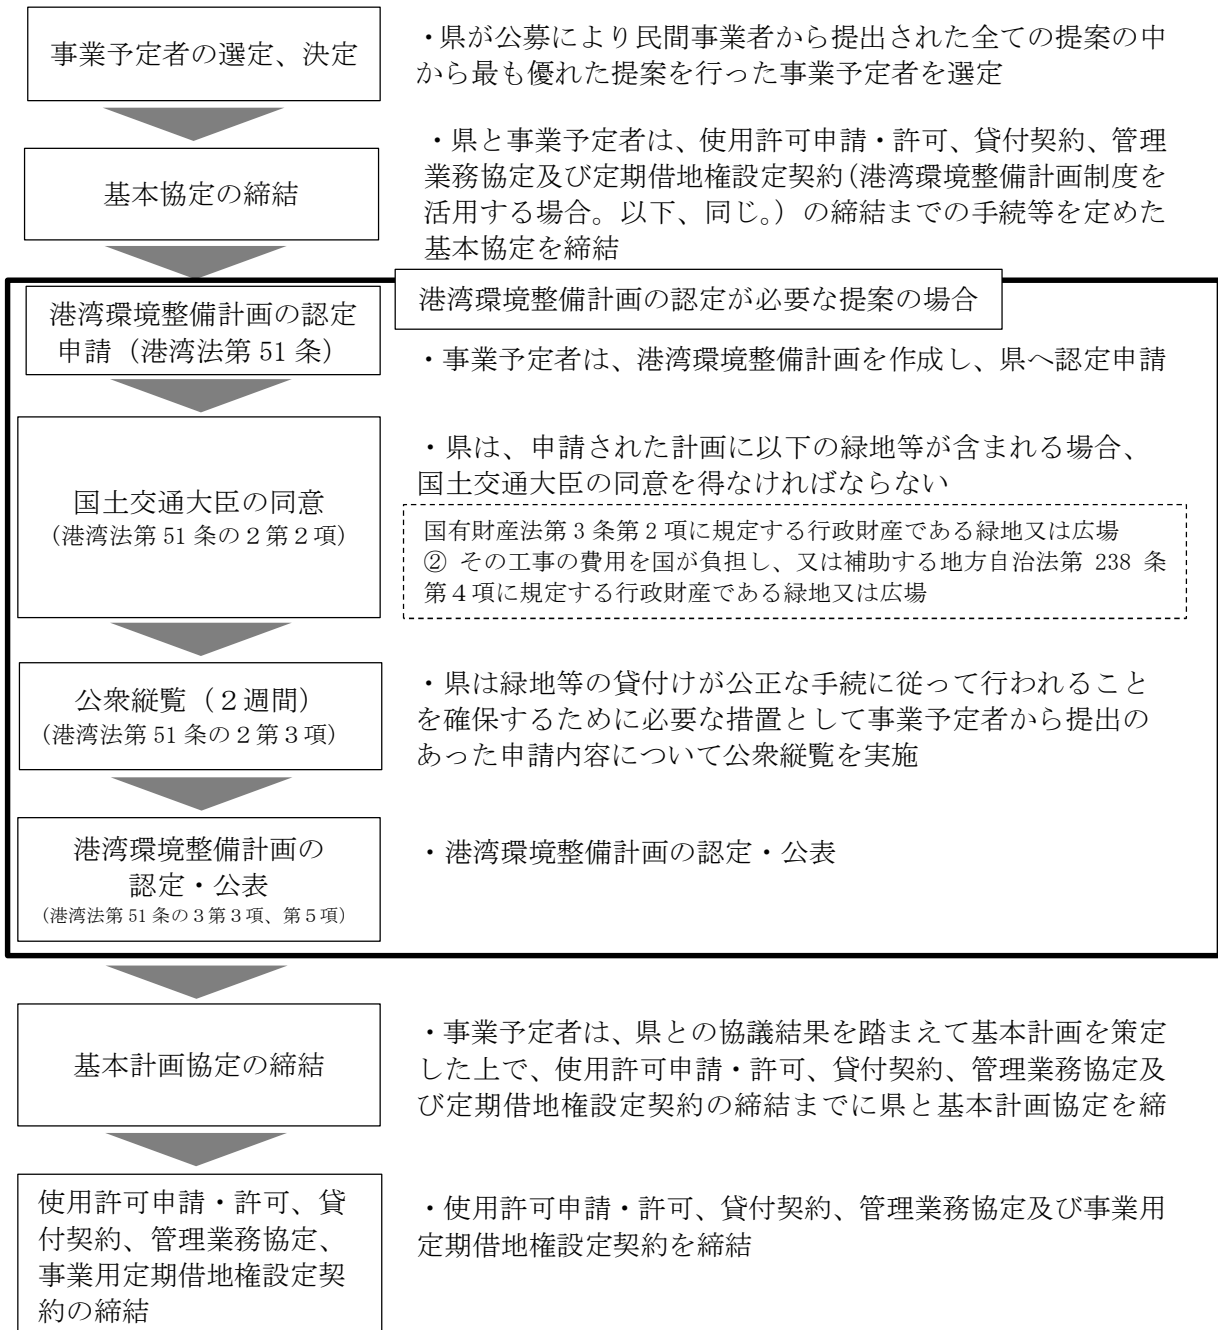 事業予定者の選定、決定
・県が公募により民間事業者から提出された全ての提案の中
から最も優れた提案を行った事業予定者を選定
基本協定の締結
・県と事業予定者は、使用許可申請・許可、貸付契約、管理
業務協定及び定期借地権設定契約(港湾環境整備計画制度を
活用する場合。以下、同じ。)の締結までの手続等を定めた
基本協定を締結
港湾環境整備計画の認定が必要な提案の場合
港湾環境整備計画の認定
申請（港湾法第 51 条）
・事業予定者は、港湾環境整備計画を作成し、県へ認定申請
国土交通大臣の同意
(港湾法第 51 条の２第２項)
・県は、申請された計画に以下の緑地等が含まれる場合、
国土交通大臣の同意を得なければならない
国有財産法第３条第２項に規定する行政財産である緑地又は広場
② その工事の費用を国が負担し、又は補助する地方自治法第 238 条
第４項に規定する行政財産である緑地又は広場
公衆縦覧（２週間）
(港湾法第 51 条の２第３項)
・県は緑地等の貸付けが公正な手続に従って行われること
を確保するために必要な措置として事業予定者から提出の
あった申請内容について公衆縦覧を実施
港湾環境整備計画の
認定・公表
(港湾法第 51 条の３第３項、第５項)
・港湾環境整備計画の認定・公表
基本計画協定の締結
・事業予定者は、県との協議結果を踏まえて基本計画を策定
した上で、使用許可申請・許可、貸付契約、管理業務協定及
び定期借地権設定契約の締結までに県と基本計画協定を締
使用許可申請・許可、貸
付契約、管理業務協定、
事業用定期借地権設定契
約の締結
・使用許可申請・許可、貸付契約、管理業務協定及び事業用
定期借地権設定契約を締結